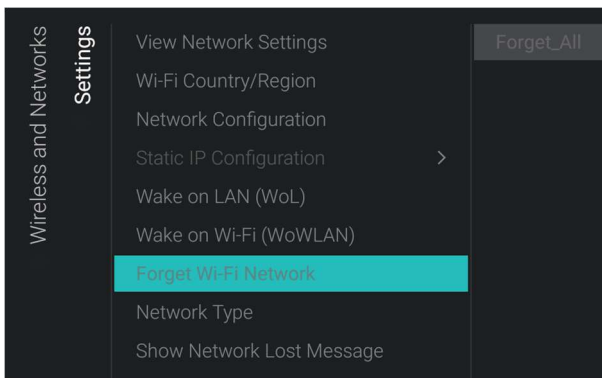 Wireless and Networks
Settings
View Network Settings
Wi-Fi Country/Region
Network Configuration
Static IP Configuration
Wake on LAN (WoL)
Wake on Wi-Fi (WoWLAN)
Forget Wi-Fi Network
Network Type
Show Network Lost Message
Forget_All